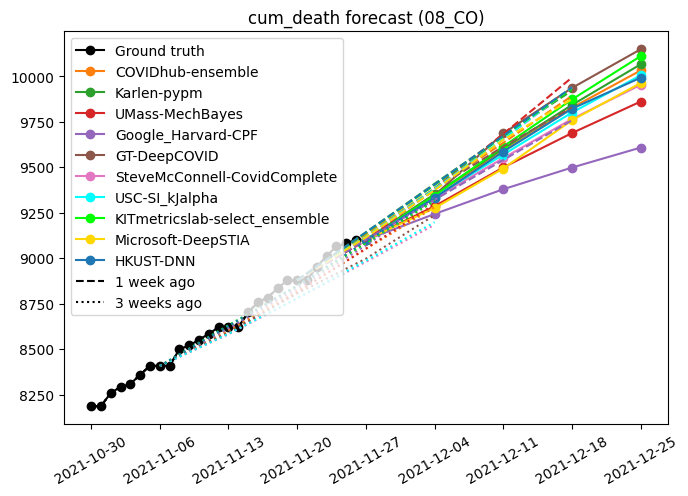 cum_death forecast (08_CO)
Ground truth
COVIDhub-ensemble
Karlen-pypm
UMass-MechBayes
Google_Harvard-CPF
GT-DeepCOVID
SteveMcConnell-CovidComplete
USC-SI_kJalpha
KITmetricslab-select_ensemble
Microsoft-DeepSTIA
HKUST-DNN
1 week ago
3 weeks ago
10000
9750
9500
9250
9000
8750
8500
8250
2021-10-30
2021-11-06
2021-11-13
2021-11-20
2021-11-27
2021-12-04
2021-12-11
2021-12-18
2021-12-25